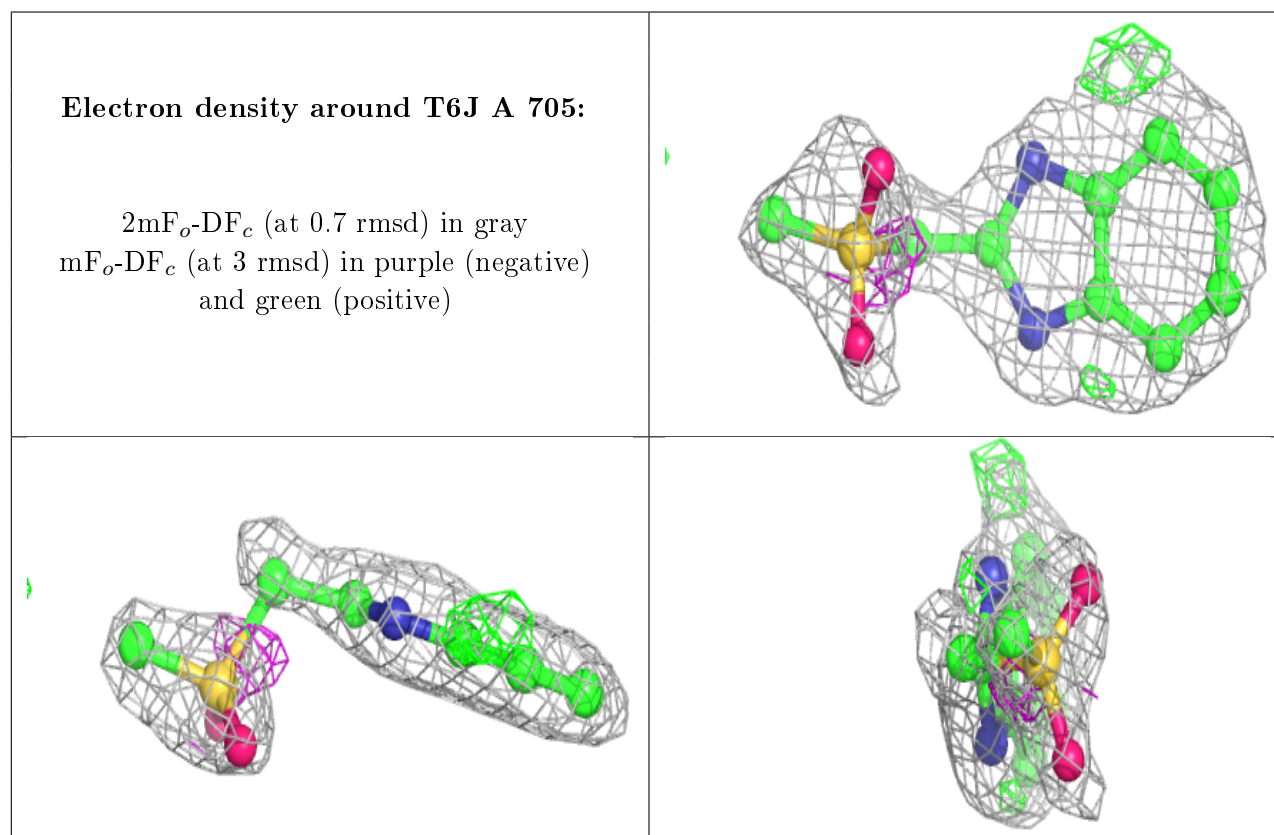 Electron density around T6J A 705:
2mFo-DFc (at 0.7 rmsd) in gray
mFo-DFc (at 3 rmsd) in purple (negative)
and green (positive)